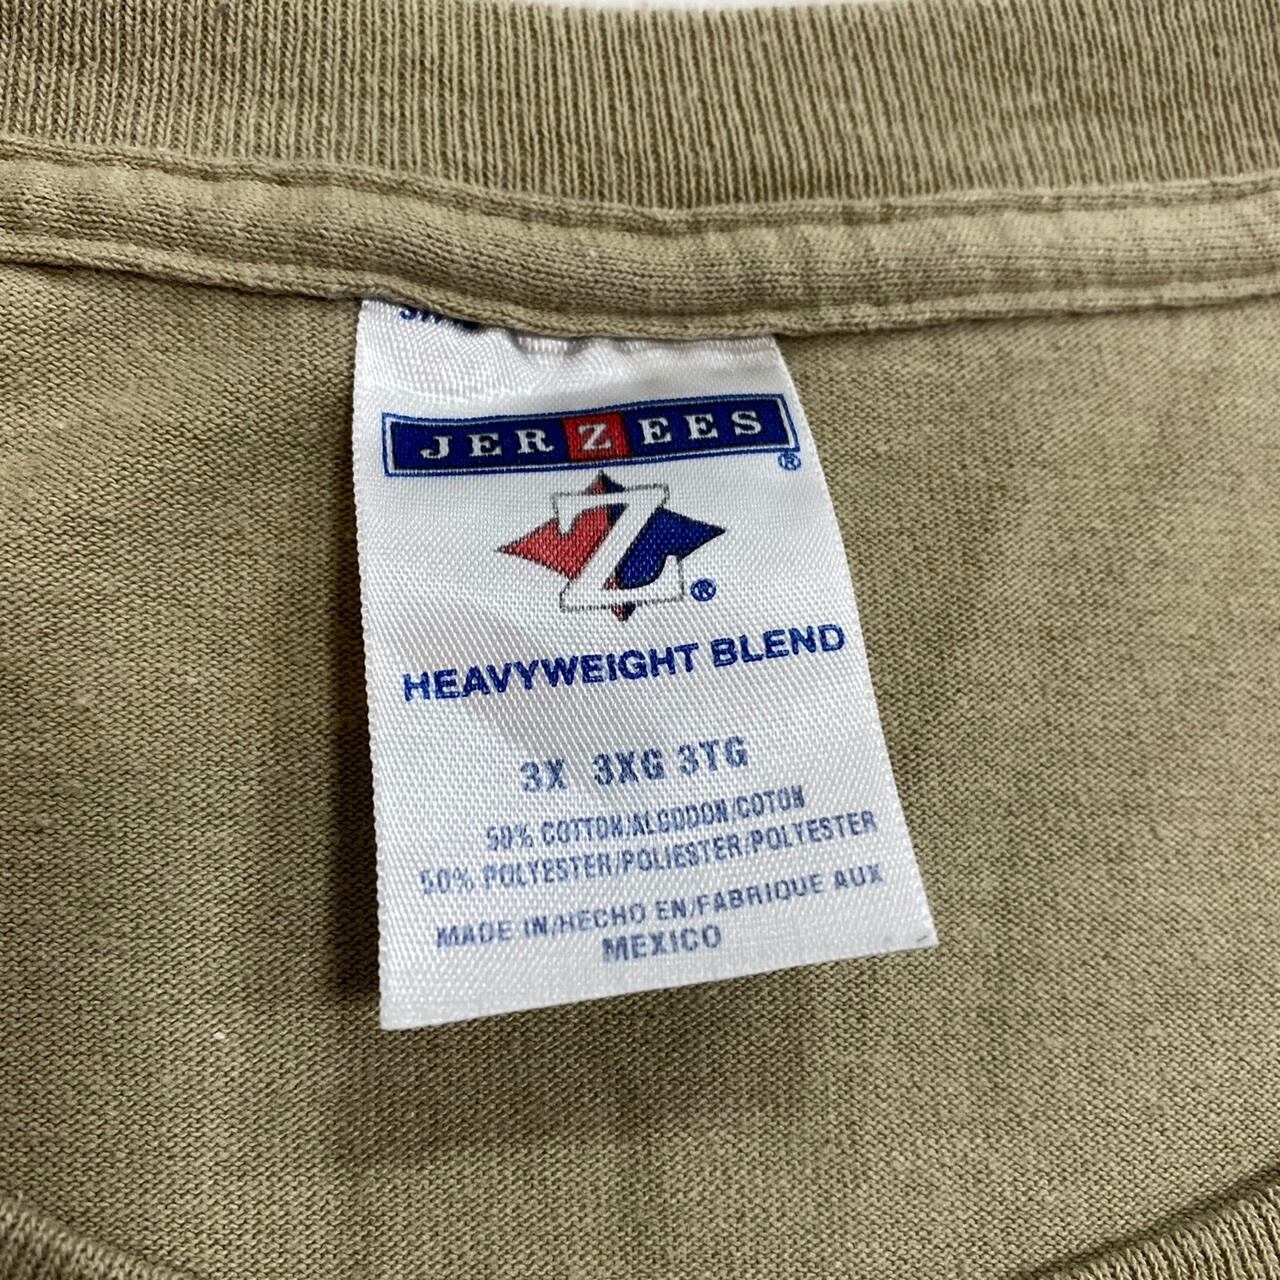 JERZEES®
Z®
HEAVYWEIGHT BLEND
3X 3XG 3TG
50% COTTON/ALGODON/COTON
50% POLYESTER/POLIESTER/POLYESTER
MADE IN/HECHO EN/FABRIQUE AUX
MEXICO